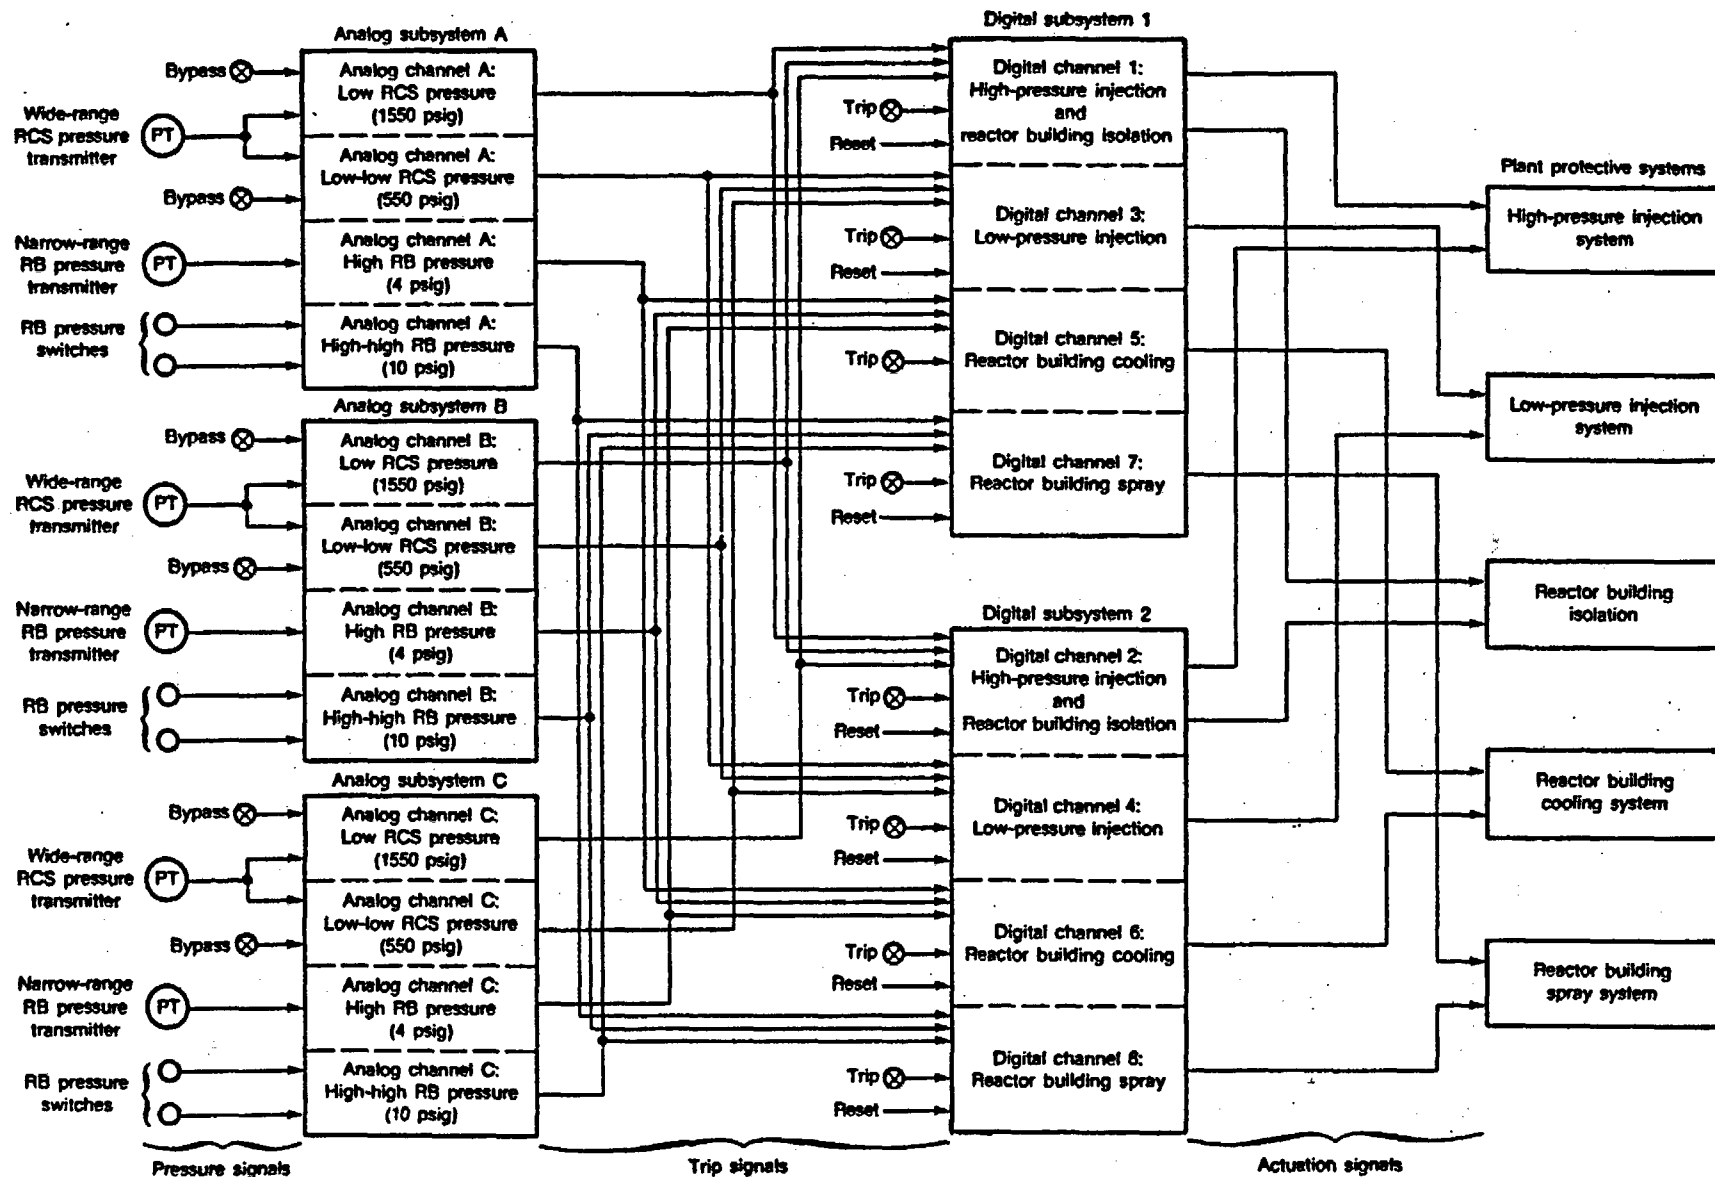 Analog subsystem A
Bypass
Analog channel A:
Low RCS pressure
(1550 psig)
Wide-range
RCS pressure
transmitter
PT
Analog channel A:
Low-low RCS pressure
(550 psig)
Bypass
Narrow-range
RB pressure
transmitter
PT
Analog channel A:
High RB pressure
(4 psig)
RB pressure
switches
Analog channel A:
High-high RB pressure
(10 psig)
Analog subsystem B
Bypass
Analog channel B:
Low RCS pressure
(1550 psig)
Wide-range
RCS pressure
transmitter
PT
Analog channel B:
Low-low RCS pressure
(550 psig)
Bypass
Narrow-range
RB pressure
transmitter
PT
Analog channel B:
High RB pressure
(4 psig)
RB pressure
switches
Analog channel B:
High-high RB pressure
(10 psig)
Analog subsystem C
Bypass
Analog channel C:
Low RCS pressure
(1550 psig)
Wide-range
RCS pressure
transmitter
PT
Analog channel C:
Low-low RCS pressure
(550 psig)
Bypass
Narrow-range
RB pressure
transmitter
PT
Analog channel C:
High RB pressure
(4 psig)
RB pressure
switches
Analog channel C:
High-high RB pressure
(10 psig)
Digital subsystem 1
Digital channel 1:
High-pressure injection
and
reactor building isolation
Trip
Reset
Digital channel 3:
Low-pressure injection
Trip
Reset
Digital channel 5:
Reactor building cooling
Trip
Digital channel 7:
Reactor building spray
Trip
Reset
Digital subsystem 2
Digital channel 2:
High-pressure injection
and
Reactor building isolation
Trip
Reset
Digital channel 4:
Low-pressure injection
Trip
Reset
Digital channel 6:
Reactor building cooling
Trip
Reset
Digital channel 8:
Reactor building spray
Trip
Reset
Plant protective systems
High-pressure injection
system
Low-pressure injection
system
Reactor building
isolation
Reactor building
cooling system
Reactor building
spray system
Pressure signals
Trip signals
Actuation signals